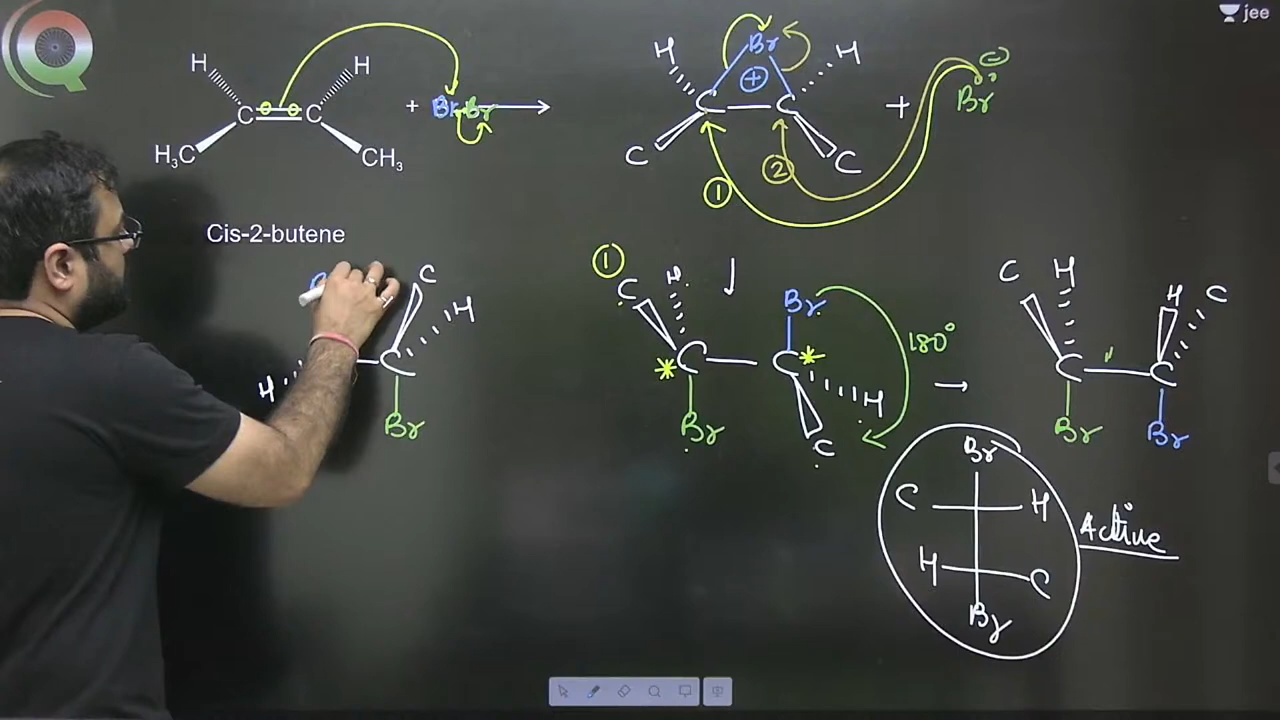 jee
H H
C C
H₃C CH₃
+ Br Br
H Br H
+
C C
C C
+
(-)
Br
①
②
Cis-2-butene
C
H
C
H
Br
①
C H
Br
180°
C C
H
Br
C
C H
H C
C C
Br Br
Br
C H
H C
Br
Active